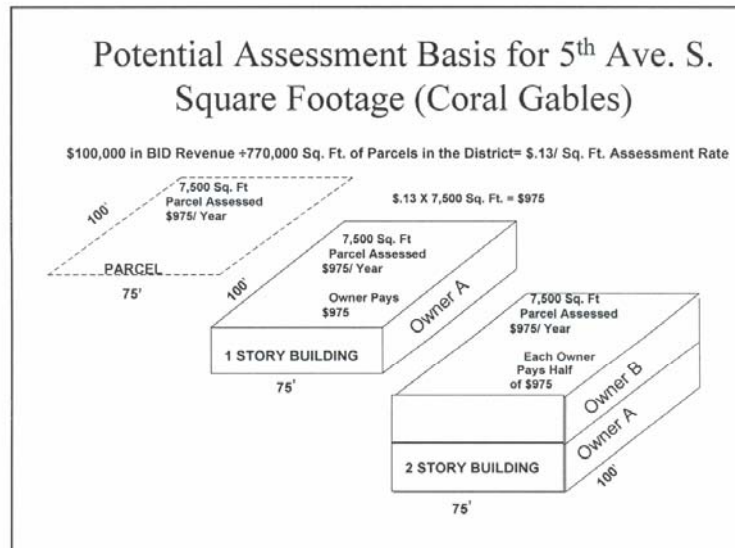 Potential Assessment Basis for 5th Ave. S.
Square Footage (Coral Gables)
$100,000 in BID Revenue ÷770,000 Sq. Ft. of Parcels in the District= $.13/ Sq. Ft. Assessment Rate
7,500 Sq. Ft
Parcel Assessed
$975/ Year
100'
PARCEL
75'
$.13 X 7,500 Sq. Ft. = $975
7,500 Sq. Ft
Parcel Assessed
$975/ Year
Owner Pays
$975
100'
Owner A
1 STORY BUILDING
75'
7,500 Sq. Ft
Parcel Assessed
$975/ Year
Each Owner
Pays Half
of $975
Owner B
Owner A
2 STORY BUILDING
100'
75'